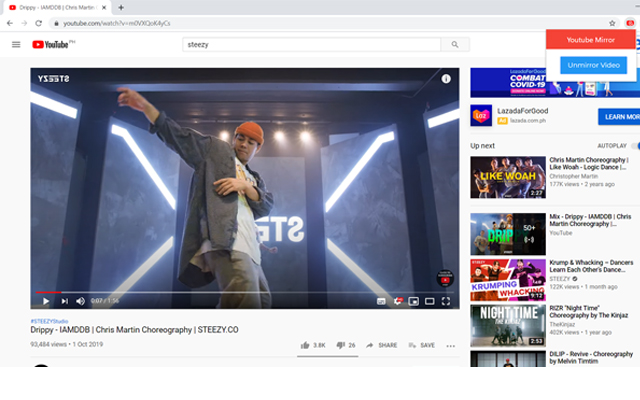 Drippy - IAMDDB | Chris Martin
youtube.com/watch?v=m0VXQoK4yCs
YouTube PH
steezy
Youtube Mirror
Unmirror Video
STEEZY
STEE
0:07 / 1:56
#STEEZYStudio
Drippy - IAMDDB | Chris Martin Choreography | STEEZY.CO
93,484 views • 1 Oct 2019
3.8K
26
SHARE
SAVE
LazadaForGood
COMBAT
COVID-19
LazadaForGood
Ad lazada.com.ph
LEARN MORE
Up next
AUTOPLAY
LIKE WOAH
2:27
Chris Martin Choreography |
Like Woah - Logic Dance |...
Christopher Martin
177K views • 2 years ago
DRIP
50+
Mix - Drippy - IAMDDB | Chris
Martin Choreography |...
YouTube
KRUMPING
WHACKING
9:12
Krump & Whacking – Dancers
Learn Each Other's Dance...
STEEZY
122K views • 1 month ago
NIGHT TIME
THE KINJAZ
2:53
RIZR "Night Time"
Choreography by The Kinjaz
TheKinjaz
402K views • 1 year ago
DILIP - Revive - Choreography
by Melvin Timtim